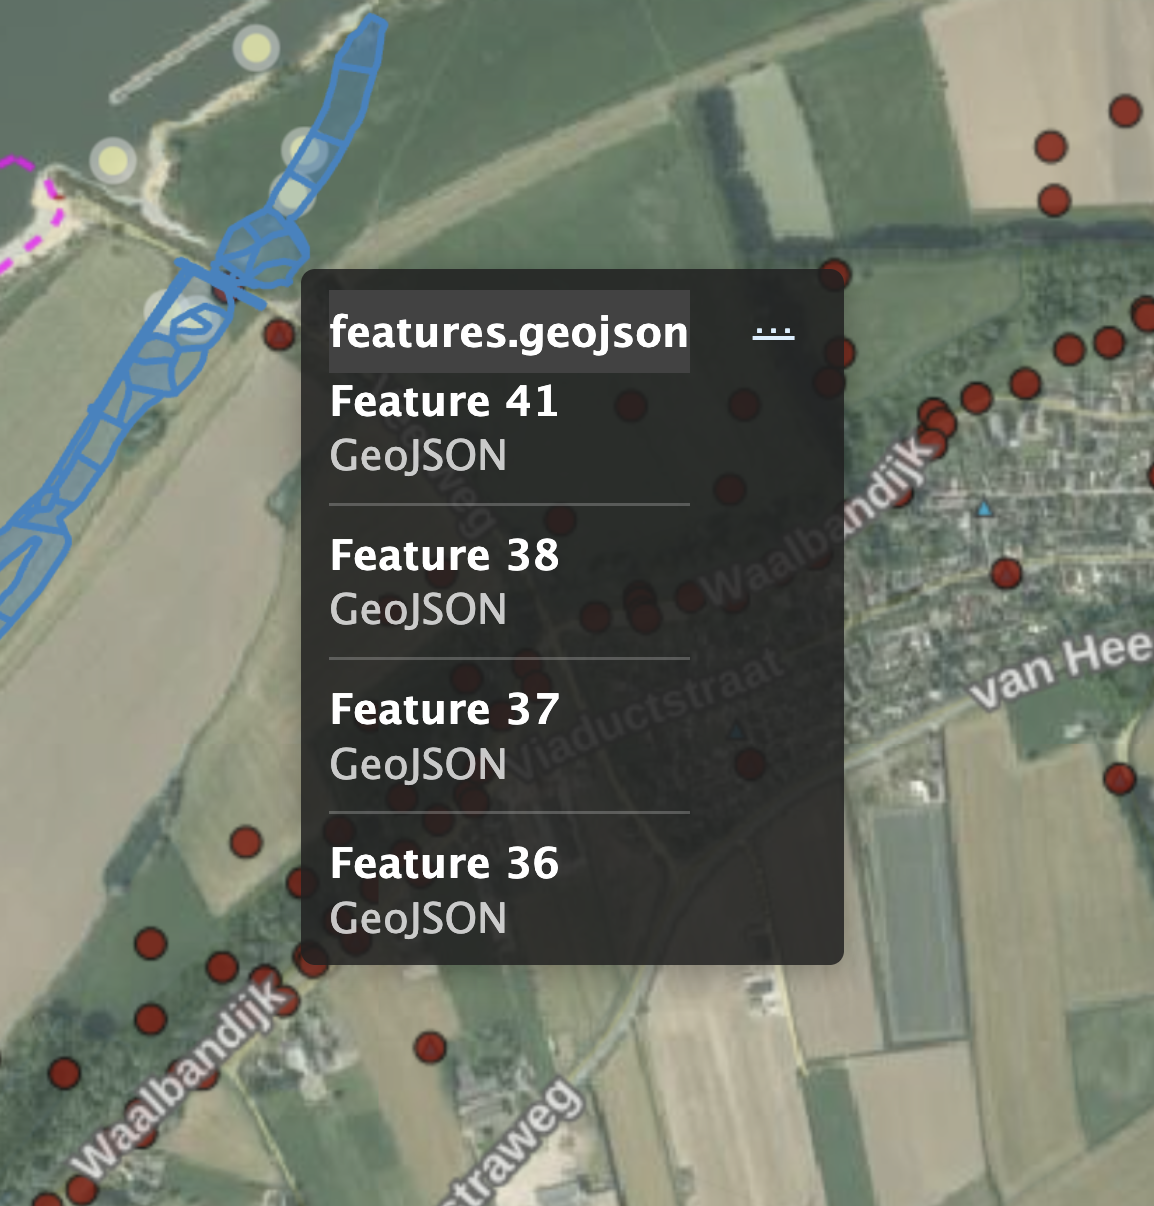 features.geojson ...
Feature 41
GeoJSON
Feature 38
GeoJSON
Feature 37
GeoJSON
Feature 36
GeoJSON
Waalbandijk
van Hee
Viaductstraat
Waalbandijk
straweg